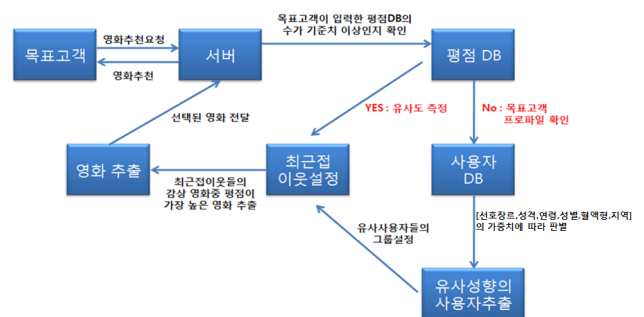 목표고객이 입력한 평점DB의
수가 기준치 이상인지 확인
영화추천요청
목표고객
서버
평점 DB
영화추천
선택된 영화 전달
YES : 유사도 측정
No : 목표고객
프로파일 확인
영화 추출
최근접
이웃설정
사용자
DB
최근접이웃들의
감상 영화중 평점이
가장 높은 영화 추출
[선호장르,성격,연령,성별,혈액형,지역]
의 가중치에 따라 판별
유사사용자들의
그룹설정
유사성향의
사용자추출